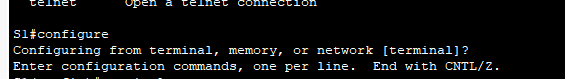 telnet Open a telnet connection
S1#configure
Configuring from terminal, memory, or network [terminal]?
Enter configuration commands, one per line. End with CNTL/Z.